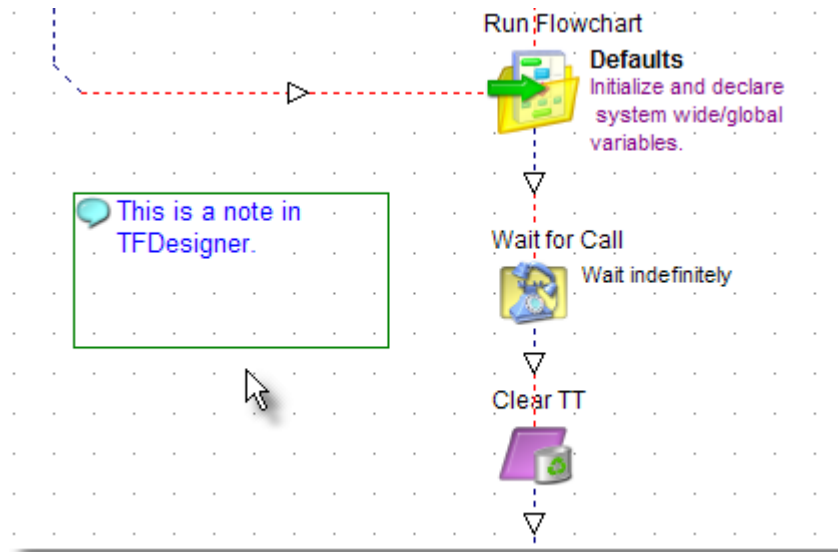 Run Flowchart
Defaults
Initialize and declare
system wide/global
variables.
This is a note in
TFDesigner.
Wait for Call
Wait indefinitely
Clear TT